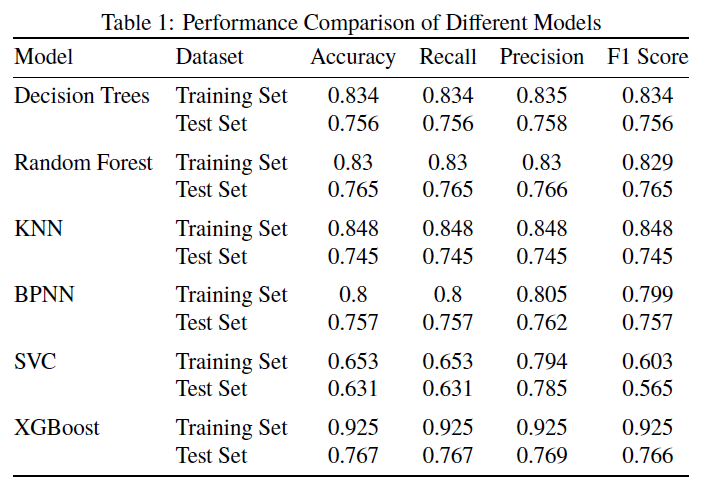 Table 1: Performance Comparison of Different Models
Model Dataset Accuracy Recall Precision F1 Score
Decision Trees Training Set 0.834 0.834 0.835 0.834
Test Set 0.756 0.756 0.758 0.756
Random Forest Training Set 0.83 0.83 0.83 0.829
Test Set 0.765 0.765 0.766 0.765
KNN Training Set 0.848 0.848 0.848 0.848
Test Set 0.745 0.745 0.745 0.745
BPNN Training Set 0.8 0.8 0.805 0.799
Test Set 0.757 0.757 0.762 0.757
SVC Training Set 0.653 0.653 0.794 0.603
Test Set 0.631 0.631 0.785 0.565
XGBoost Training Set 0.925 0.925 0.925 0.925
Test Set 0.767 0.767 0.769 0.766